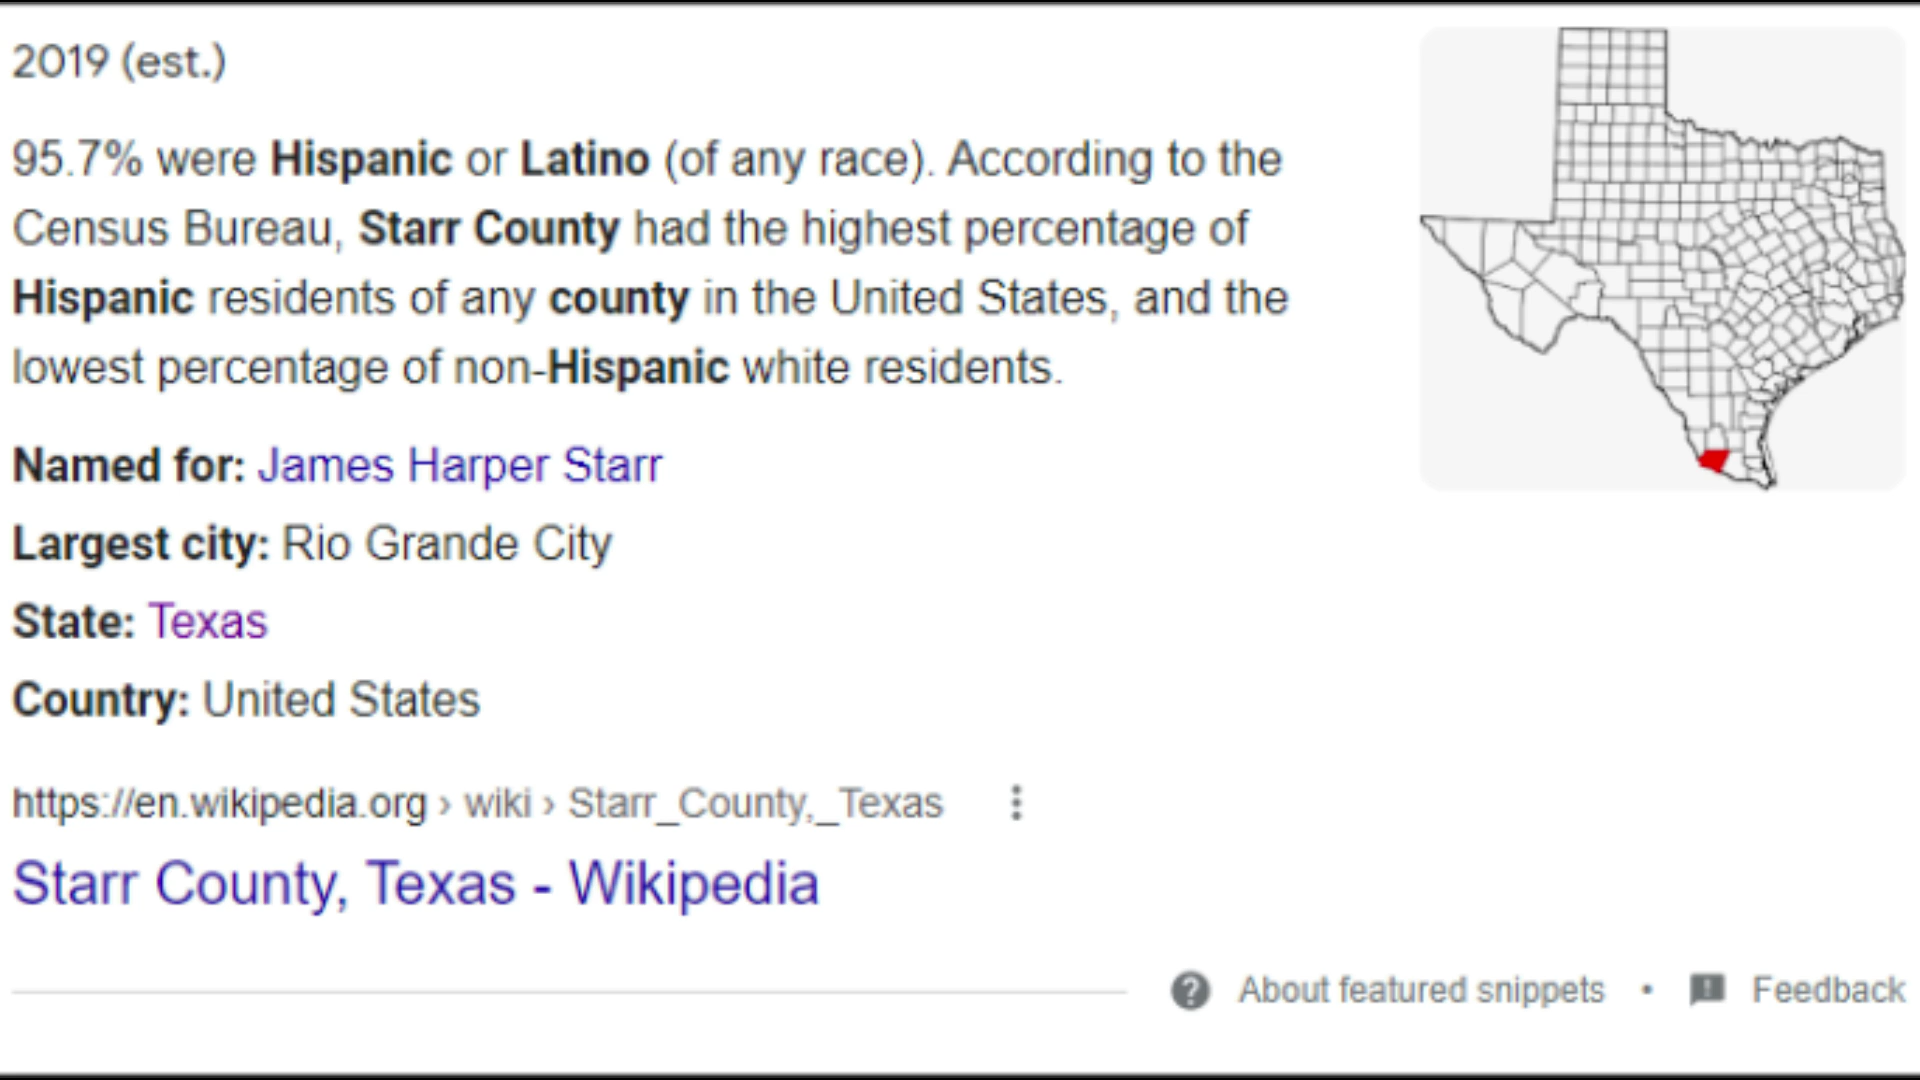 2019 (est.)
95.7% were Hispanic or Latino (of any race). According to the
Census Bureau, Starr County had the highest percentage of
Hispanic residents of any county in the United States, and the
lowest percentage of non-Hispanic white residents.
Named for: James Harper Starr
Largest city: Rio Grande City
State: Texas
Country: United States
https://en.wikipedia.org › wiki › Starr_County,_Texas
Starr County, Texas - Wikipedia
About featured snippets • Feedback